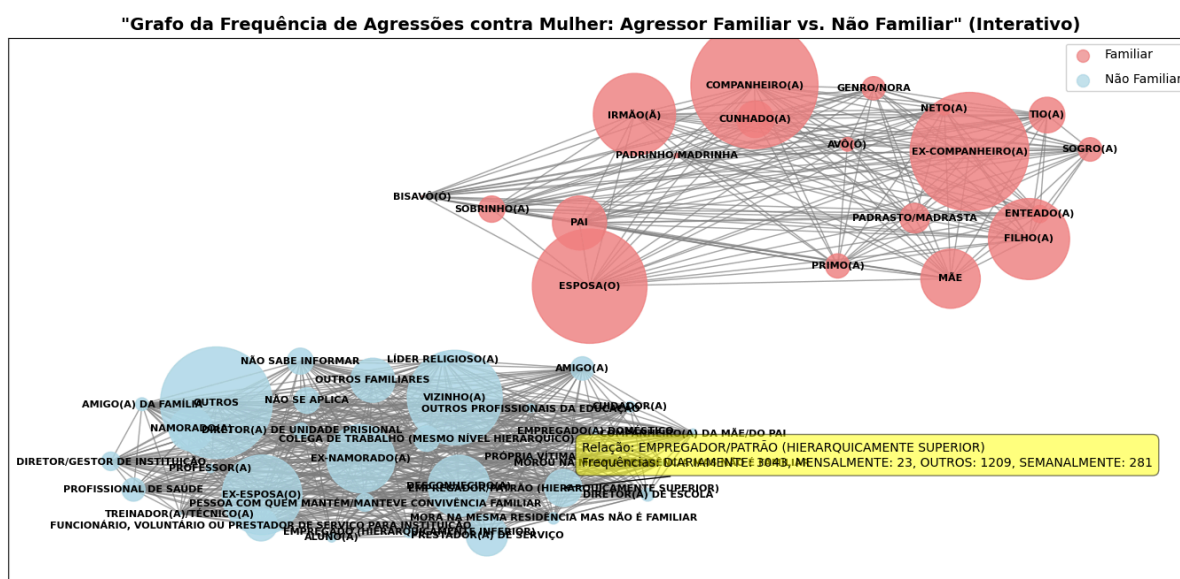 "Grafo da Frequência de Agressões contra Mulher: Agressor Familiar vs. Não Familiar" (Interativo)
Familiar
Não Familiar
COMPANHEIRO(A)
GENRO/NORA
NETO(A)
IRMÃO(Ã)
CUNHADO(A)
TIO(A)
AVÔ(Ó)
EX-COMPANHEIRO(A)
SOGRO(A)
PADRINHO/MADRINHA
BISAVÔ(Ó)
SOBRINHO(A)
PAI
PADRASTO/MADRASTA
ENTEADO(A)
FILHO(A)
PRIMO(A)
MÃE
ESPOSA(O)
NÃO SABE INFORMAR
LÍDER RELIGIOSO(A)
AMIGO(A)
OUTROS FAMILIARES
AMIGO(A) DA FAMÍLIA
OUTROS
NÃO SE APLICA
VIZINHO(A)
OUTROS PROFISSIONAIS DA EDUCAÇÃO
CUIDADOR(A)
NAMORADO(A)
DIRETOR(A) DE UNIDADE PRISIONAL
EMPREGADO(A) DOMÉSTICO
DA MÃE/DO PAI
COLEGA DE TRABALHO (MESMO NÍVEL HIERÁRQUICO)
DIRETOR/GESTOR DE INSTITUIÇÃO
PROFESSOR(A)
EX-NAMORADO(A)
PRÓPRIA VÍTIMA
MOROU NA
Relação: EMPREGADOR/PATRÃO (HIERARQUICAMENTE SUPERIOR)
Frequências: DIARIAMENTE: 3043, MENSALMENTE: 23, OUTROS: 1209, SEMANALMENTE: 281
PROFISSIONAL DE SAÚDE
EX-ESPOSA(O)
DESCONHECIDO(A)
EMPREGADOR/PATRÃO (HIERARQUICAMENTE SUPERIOR)
DIRETOR(A) DE ESCOLA
PESSOA COM QUEM MANTÉM/MANTEVE CONVIVÊNCIA FAMILIAR
TREINADOR(A)/TÉCNICO(A)
MORA NA MESMA RESIDÊNCIA MAS NÃO É FAMILIAR
FUNCIONÁRIO, VOLUNTÁRIO OU PRESTADOR DE SERVIÇO PARA INSTITUIÇÃO
EMPREGADO (HIERARQUICAMENTE INFERIOR)
ALUNO(A)
PRESTADOR(A) DE SERVIÇO